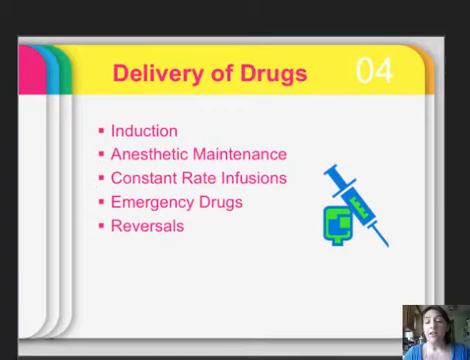 Delivery of Drugs 04
Induction
Anesthetic Maintenance
Constant Rate Infusions
Emergency Drugs
Reversals